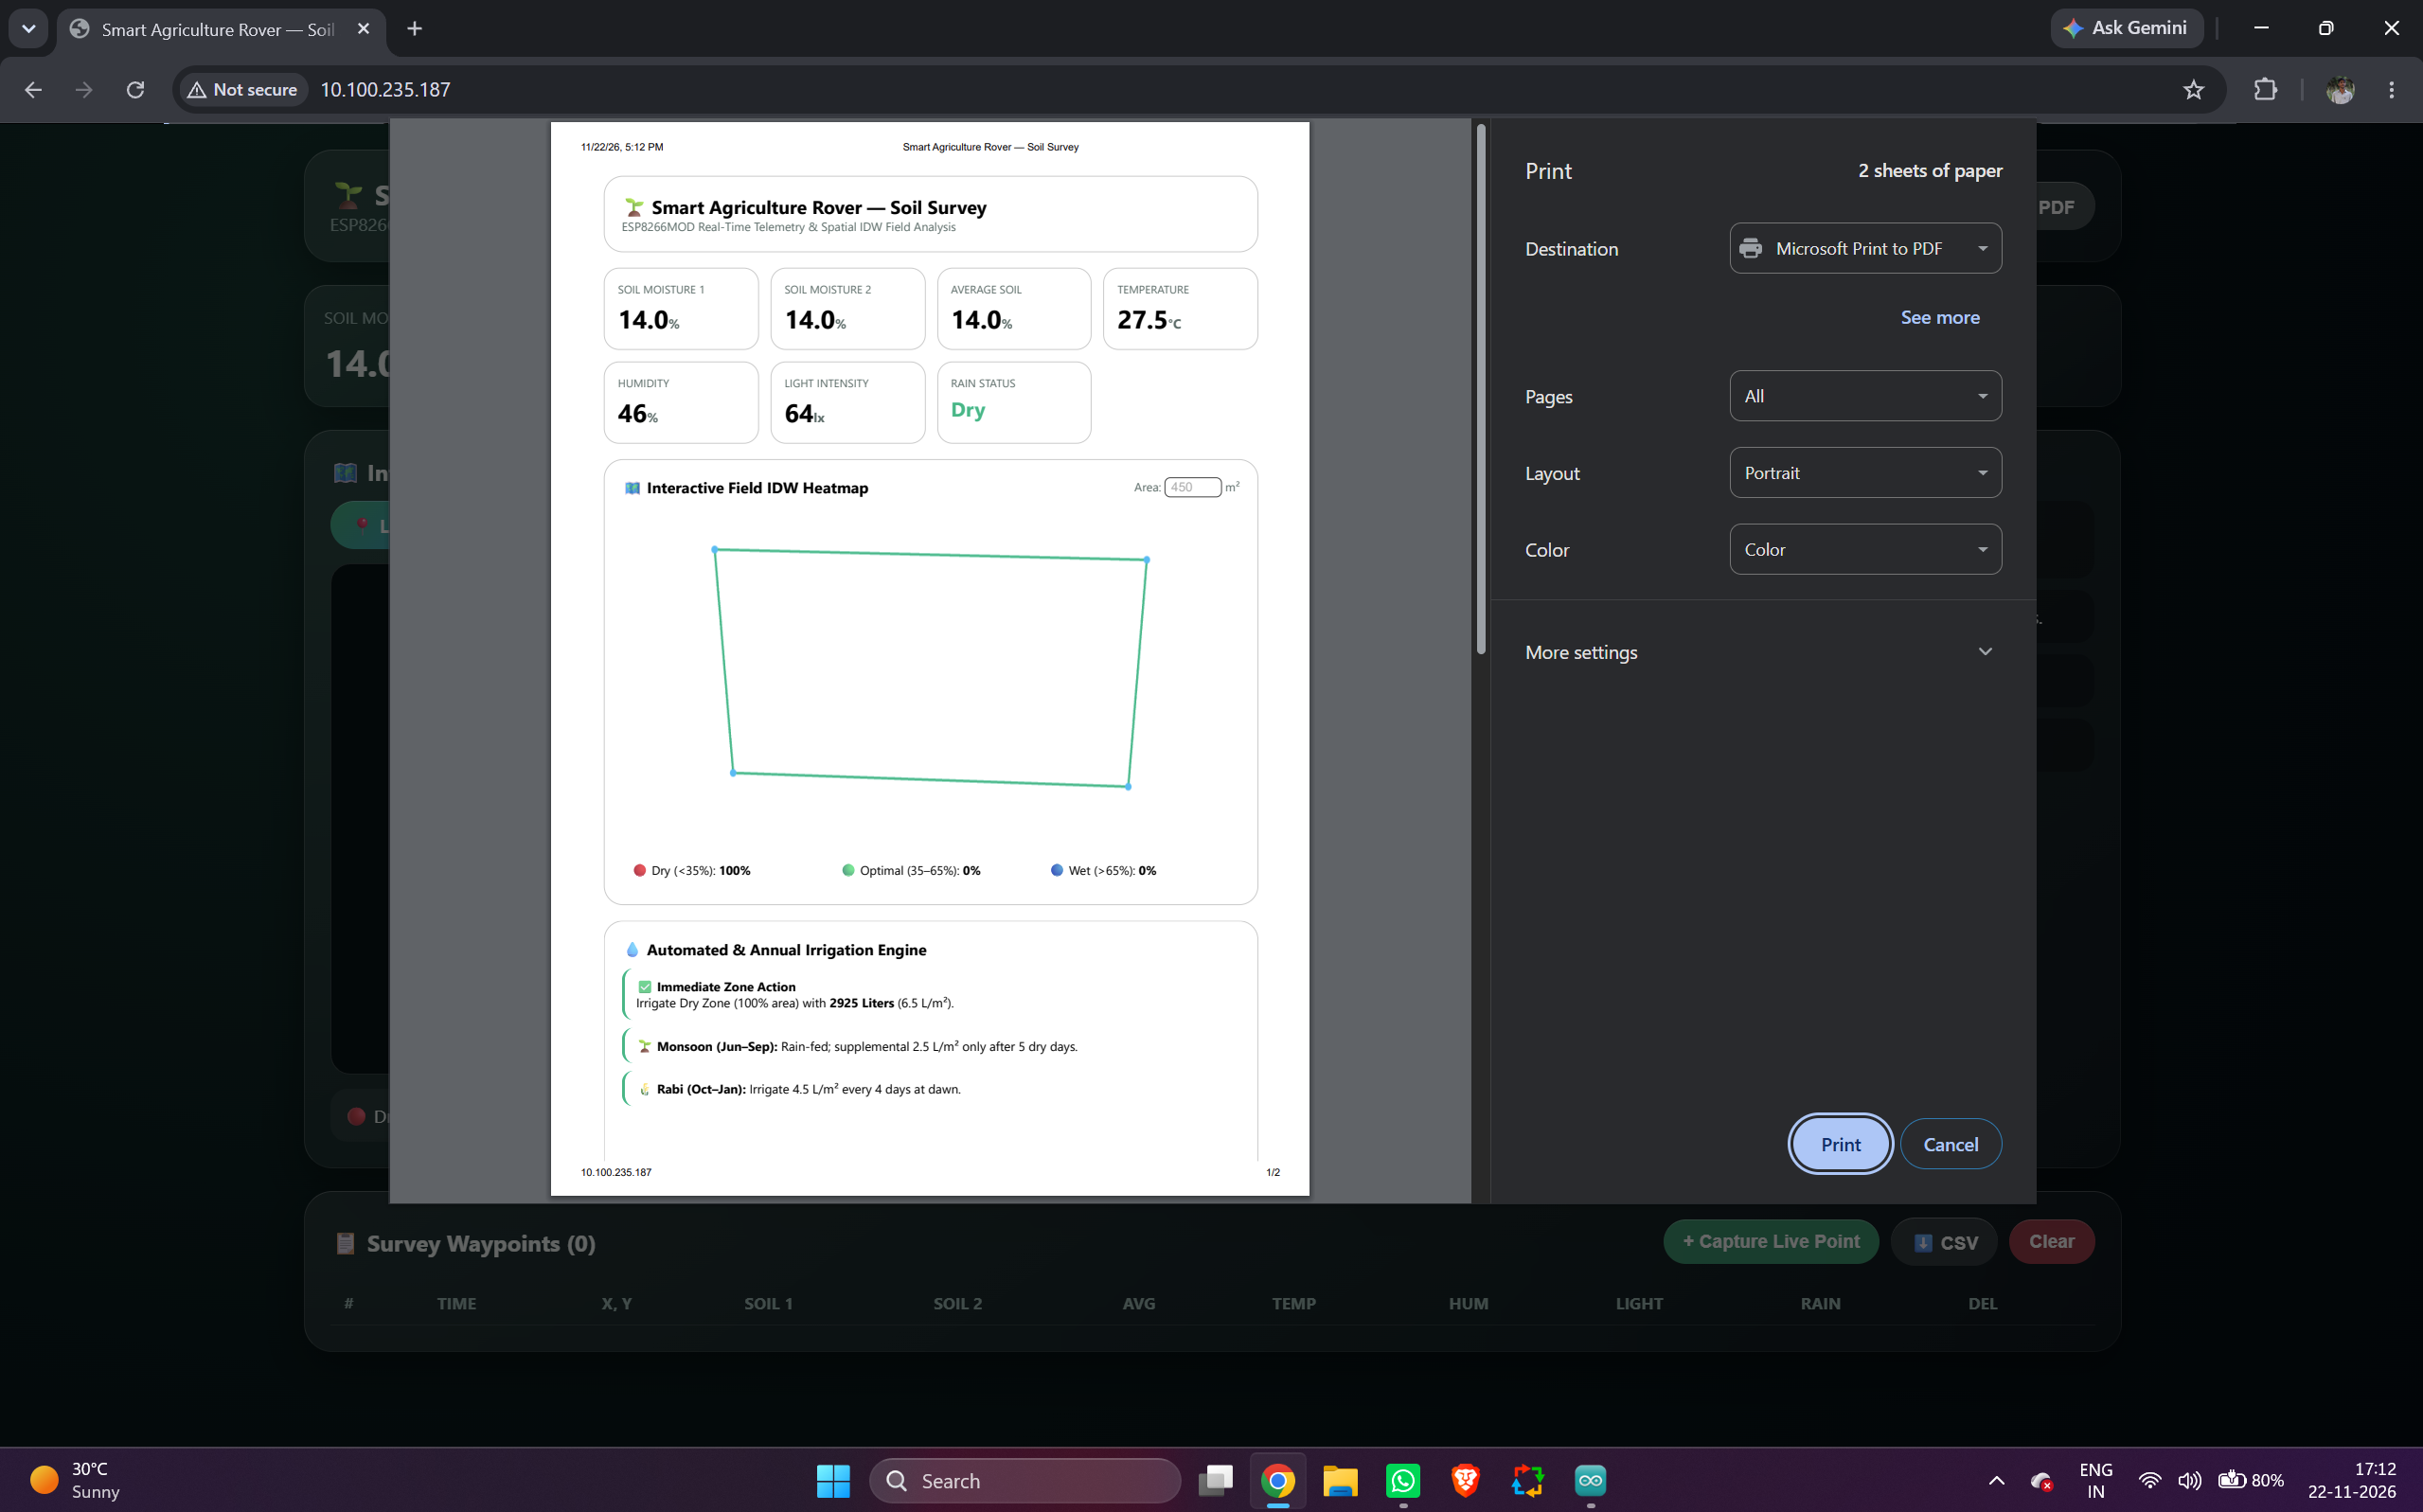 Smart Agriculture Rover — Soil
Ask Gemini
Not secure
10.100.235.187
11/22/26, 5:12 PM
Smart Agriculture Rover — Soil Survey
Smart Agriculture Rover — Soil Survey
ESP8266MOD Real-Time Telemetry & Spatial IDW Field Analysis
SOIL MOISTURE 1
14.0%
SOIL MOISTURE 2
14.0%
AVERAGE SOIL
14.0%
TEMPERATURE
27.5°C
HUMIDITY
46%
LIGHT INTENSITY
64lx
RAIN STATUS
Dry
Interactive Field IDW Heatmap
Area: 450 m²
Dry (<35%): 100%
Optimal (35–65%): 0%
Wet (>65%): 0%
Automated & Annual Irrigation Engine
Immediate Zone Action
Irrigate Dry Zone (100% area) with 2925 Liters (6.5 L/m²).
Monsoon (Jun–Sep): Rain-fed; supplemental 2.5 L/m² only after 5 dry days.
Rabi (Oct–Jan): Irrigate 4.5 L/m² every 4 days at dawn.
10.100.235.187
1/2
Print
2 sheets of paper
Destination
Microsoft Print to PDF
See more
Pages
All
Layout
Portrait
Color
Color
More settings
Print
Cancel
S
ESP826
PDF
SOIL MO
14.0
In
L
D
Survey Waypoints (0)
+ Capture Live Point
CSV
Clear
#
TIME
X, Y
SOIL 1
SOIL 2
AVG
TEMP
HUM
LIGHT
RAIN
DEL
30°C
Sunny
Search
ENG
IN
80%
17:12
22-11-2026